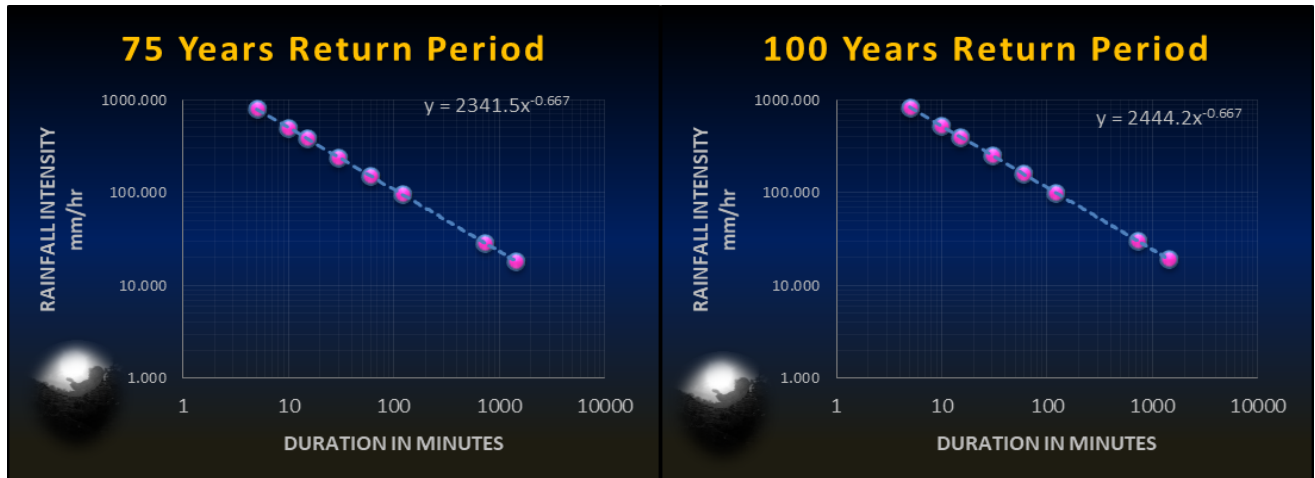 75 Years Return Period
y = 2341.5x^-0.667
RAINFALL INTENSITY
mm/hr
1000.000
100.000
10.000
1.000
1 10 100 1000 10000
DURATION IN MINUTES
100 Years Return Period
y = 2444.2x^-0.667
RAINFALL INTENSITY
mm/hr
1000.000
100.000
10.000
1.000
1 10 100 1000 10000
DURATION IN MINUTES